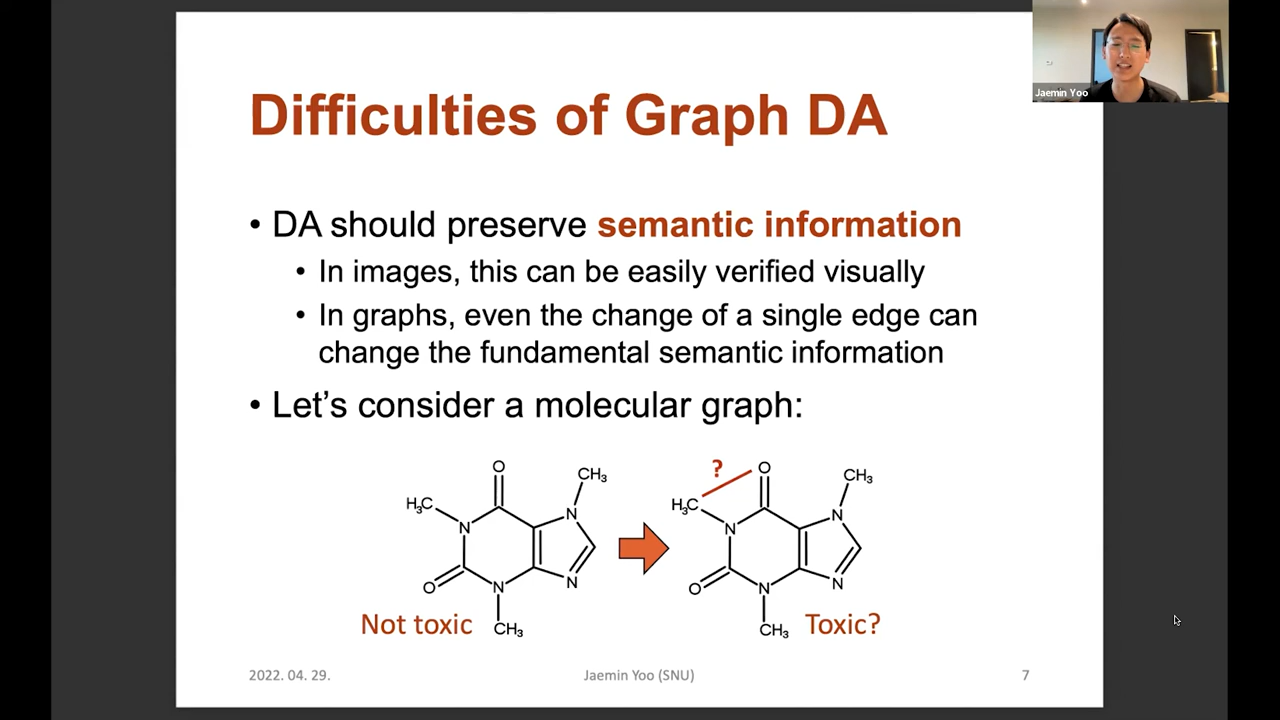 Jaemin Yoo
Difficulties of Graph DA
• DA should preserve semantic information
• In images, this can be easily verified visually
• In graphs, even the change of a single edge can
change the fundamental semantic information
• Let's consider a molecular graph:
O
CH₃
H₃C
N
N
O
N
N
CH₃
Not toxic
?
O
CH₃
H₃C
N
N
O
N
N
CH₃
Toxic?
2022. 04. 29.
Jaemin Yoo (SNU)
7